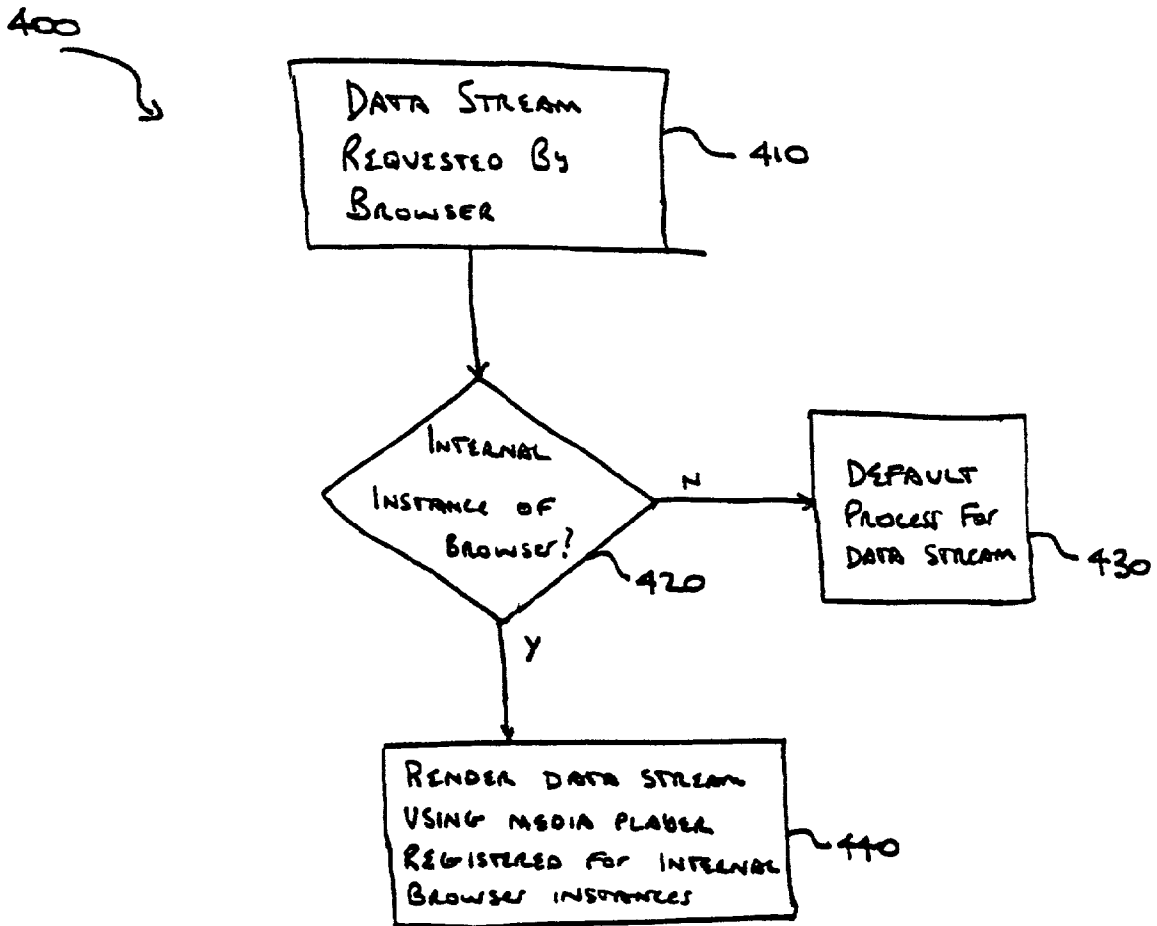 400
DATA STREAM
REQUESTED BY
BROWSER
410
INTERNAL
INSTANCE OF
BROWSER?
420
N
DEFAULT
PROCESS FOR
DATA STREAM
430
Y
RENDER DATA STREAM
USING MEDIA PLAYER
REGISTERED FOR INTERNAL
BROWSER INSTANCES
440